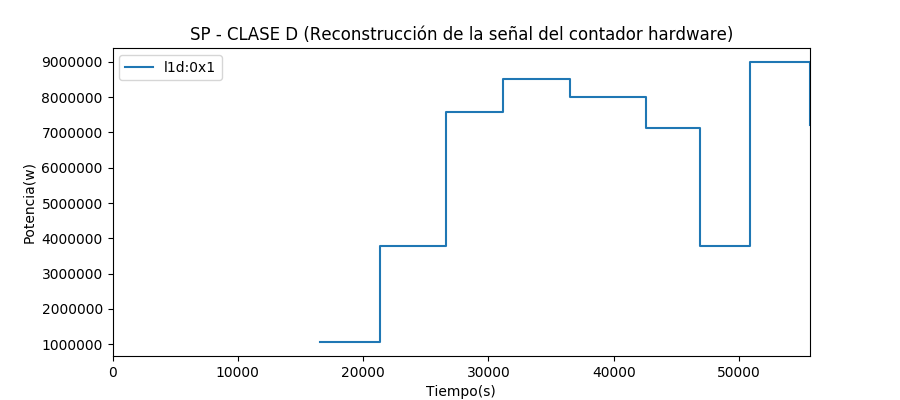 SP - CLASE D (Reconstrucción de la señal del contador hardware)
l1d:0x1
Potencia(w)
9000000
8000000
7000000
6000000
5000000
4000000
3000000
2000000
1000000
0 10000 20000 30000 40000 50000
Tiempo(s)